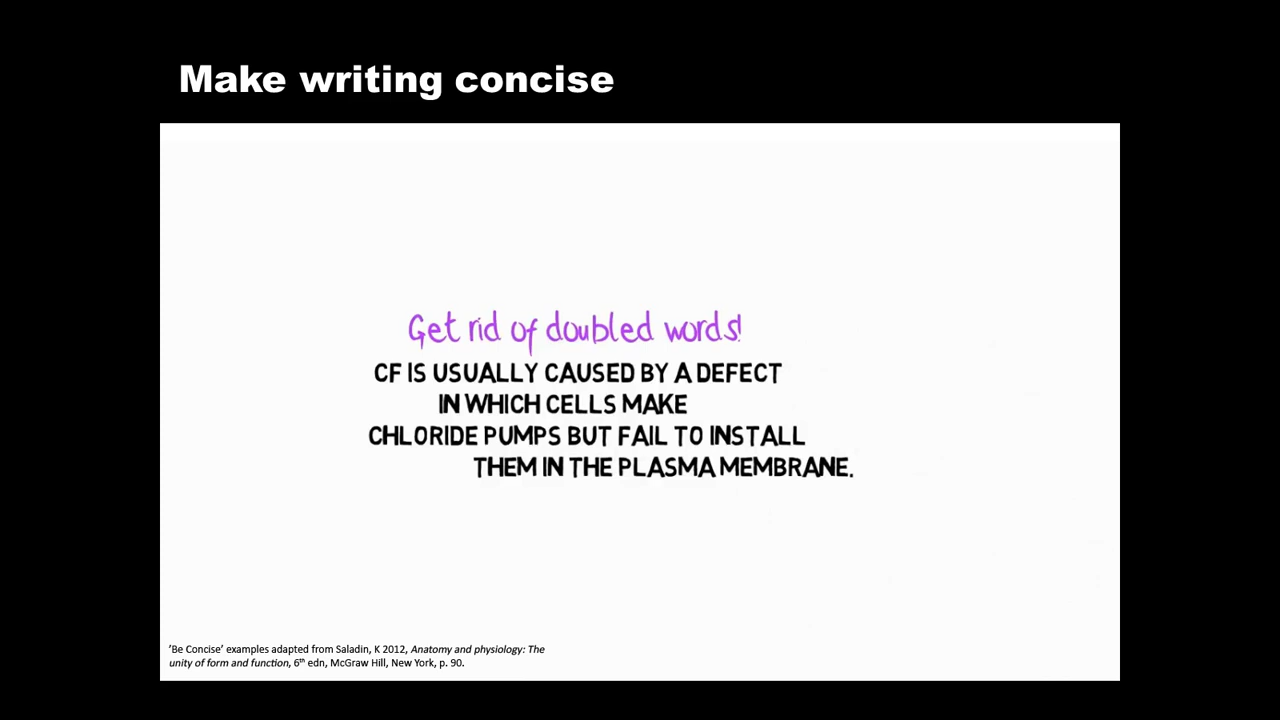 Make writing concise
Get rid of doubled words!
CF IS USUALLY CAUSED BY A DEFECT
IN WHICH CELLS MAKE
CHLORIDE PUMPS BUT FAIL TO INSTALL
THEM IN THE PLASMA MEMBRANE.
'Be Concise' examples adapted from Saladin, K 2012, Anatomy and physiology: The
unity of form and function, 6th edn, McGraw Hill, New York, p. 90.